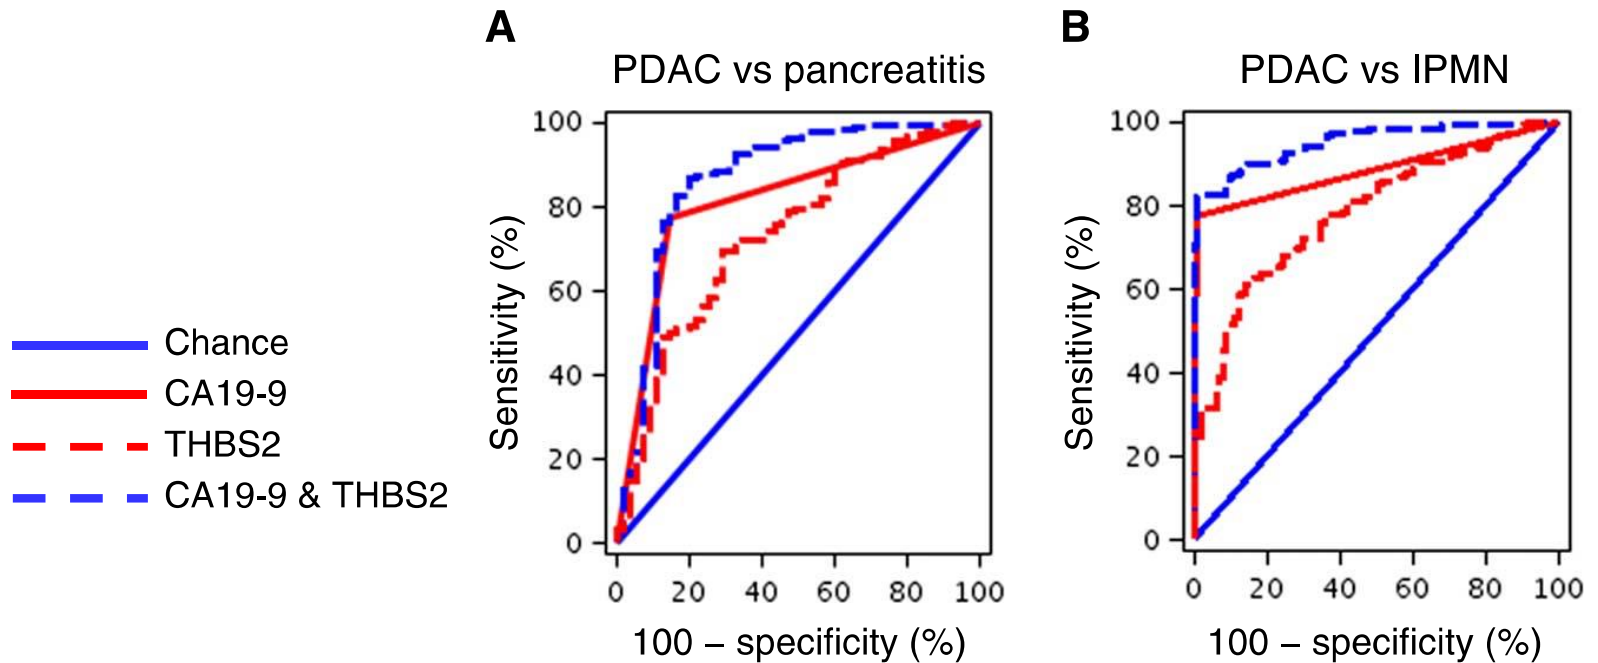 A
PDAC vs pancreatitis
Sensitivity (%)
100
80
60
40
20
0
0 20 40 60 80 100
100 – specificity (%)
B
PDAC vs IPMN
Sensitivity (%)
100
80
60
40
20
0
0 20 40 60 80 100
100 – specificity (%)
Chance
CA19-9
THBS2
CA19-9 & THBS2